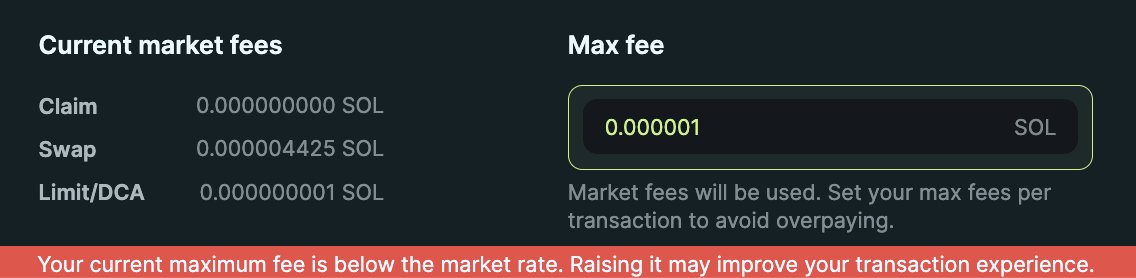 Current market fees
Max fee
Claim 0.000000000 SOL
Swap 0.000004425 SOL
Limit/DCA 0.000000001 SOL
0.000001 SOL
Market fees will be used. Set your max fees per
transaction to avoid overpaying.
Your current maximum fee is below the market rate. Raising it may improve your transaction experience.